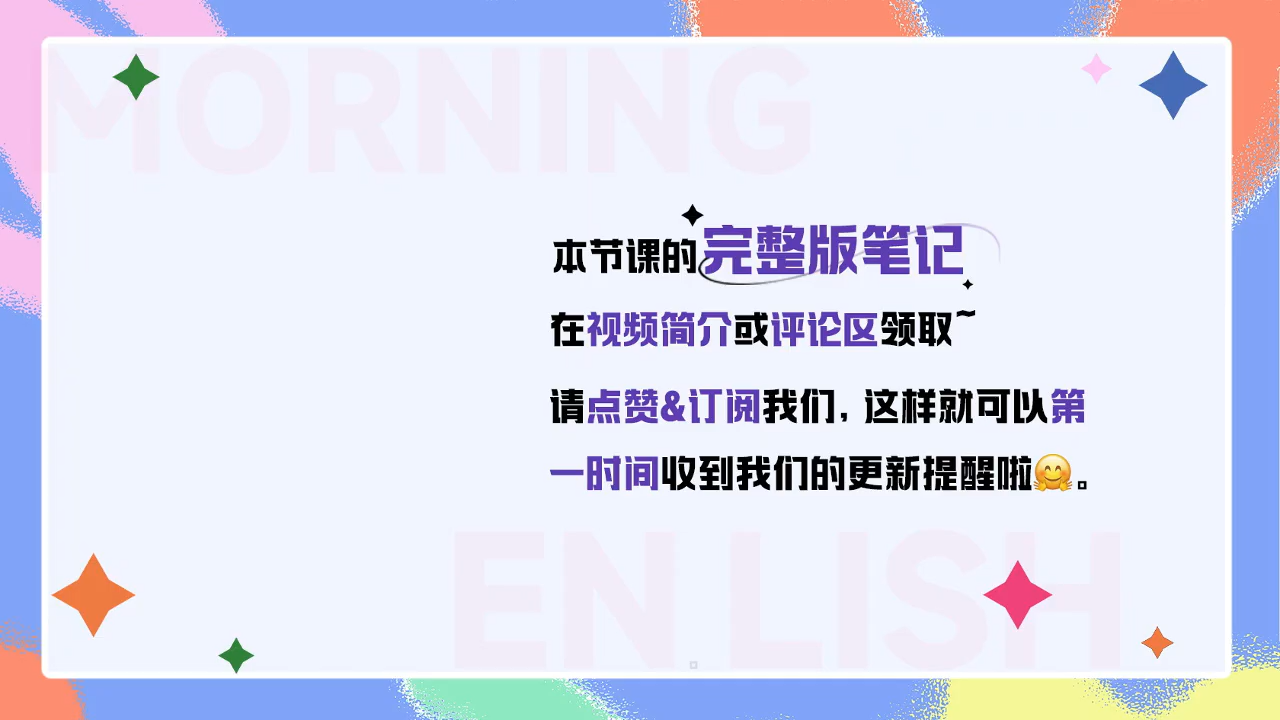 MORNING
本节课的完整版笔记
在视频简介或评论区领取~
请点赞&订阅我们，这样就可以第
一时间收到我们的更新提醒啦🤗。
EN LISH